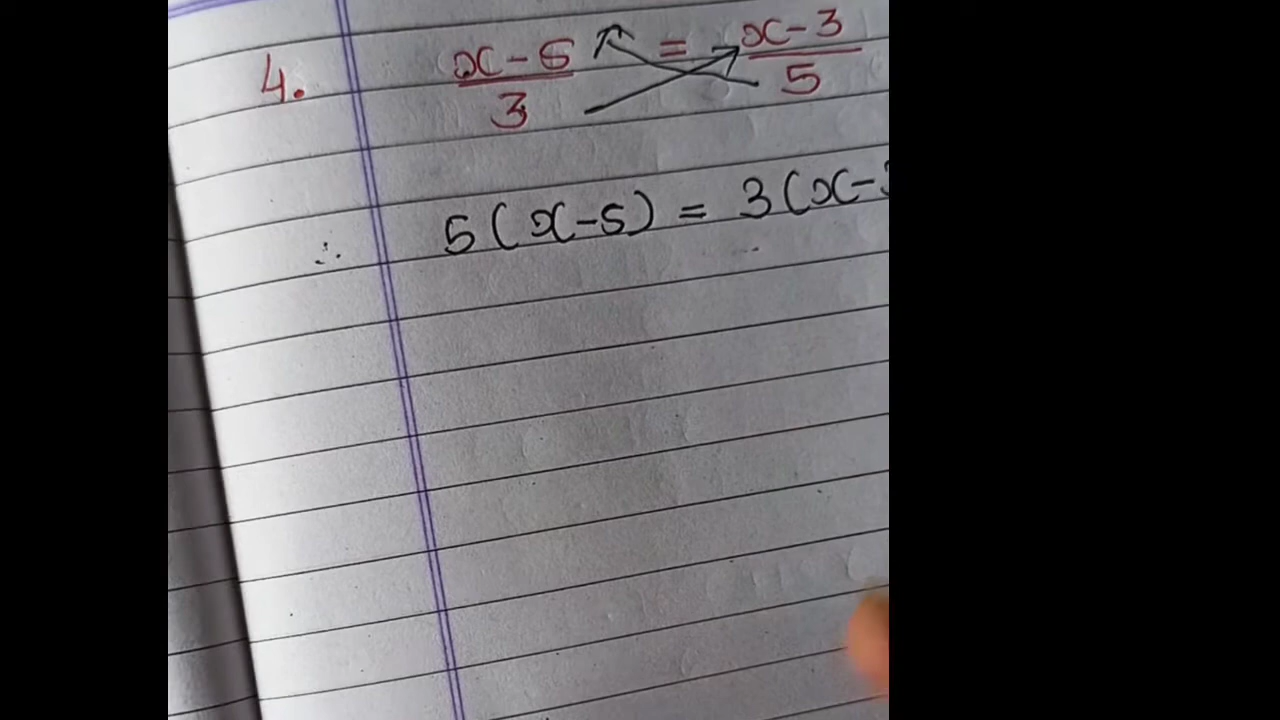 4. x-5/3 = x-3/5
∴ 5(x-5) = 3(x-